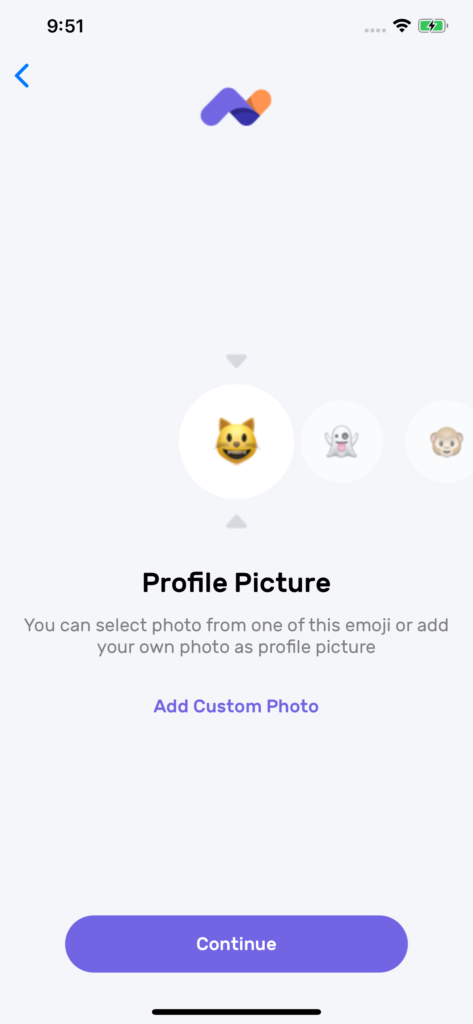 9:51
Profile Picture
You can select photo from one of this emoji or add
your own photo as profile picture
Add Custom Photo
Continue